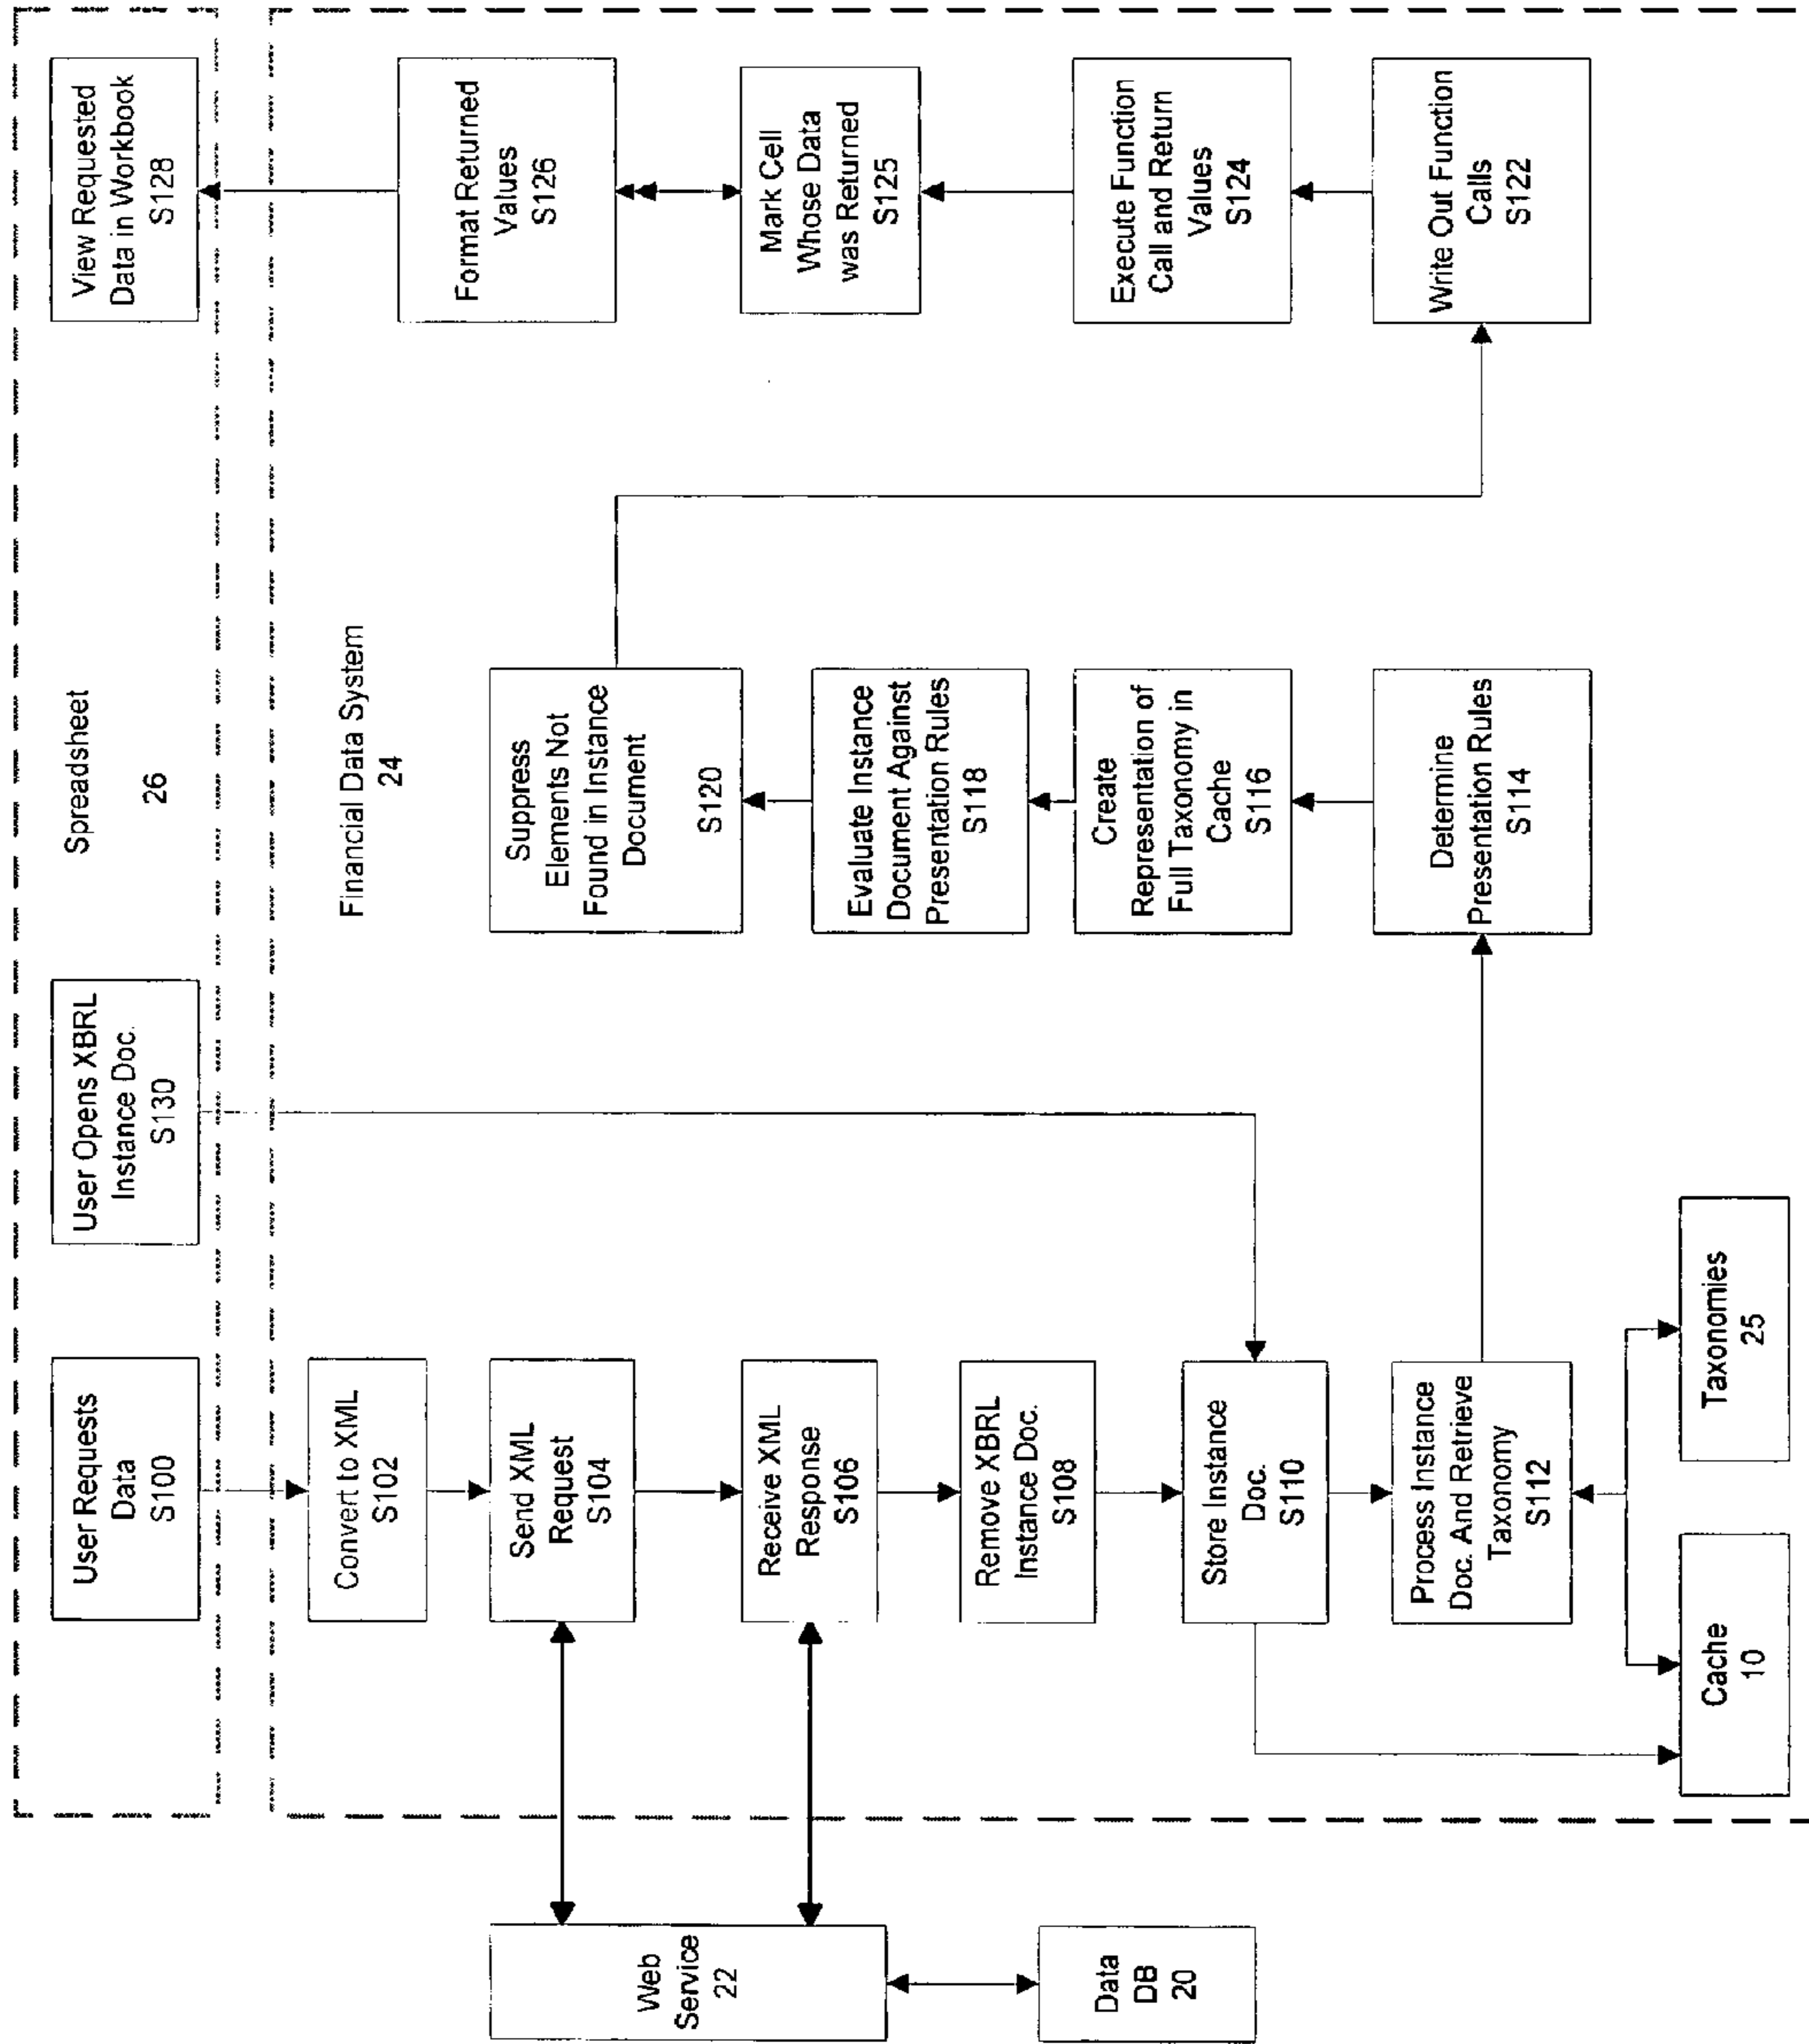 Spreadsheet
26
User Requests
Data
S100
User Opens XBRL
Instance Doc.
S130
View Requested
Data in Workbook
S128
Financial Data System
24
Convert to XML
S102
Send XML
Request
S104
Receive XML
Response
S106
Remove XBRL
Instance Doc.
S108
Store Instance
Doc.
S110
Process Instance
Doc. And Retrieve
Taxonomy
S112
Cache
10
Taxonomies
25
Web
Service
22
Data
DB
20
Suppress
Elements Not
Found in Instance
Document
S120
Evaluate Instance
Document Against
Presentation Rules
S118
Create
Representation of
Full Taxonomy in
Cache
S116
Determine
Presentation Rules
S114
Format Returned
Values
S126
Mark Cell
Whose Data
was Returned
S125
Execute Function
Call and Return
Values
S124
Write Out Function
Calls
S122